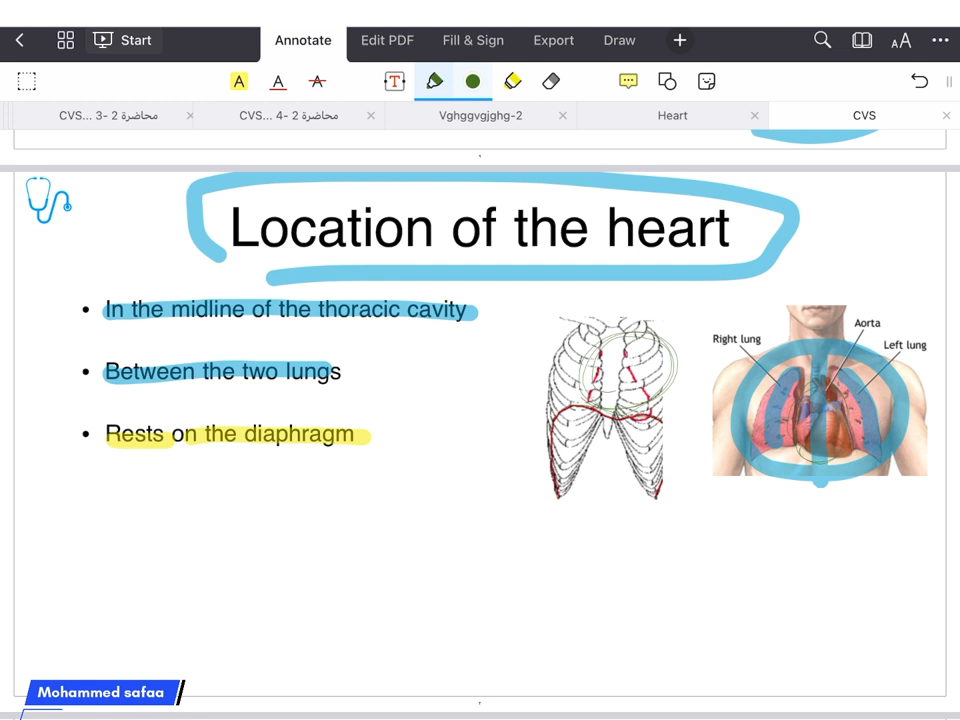 Start
Annotate
Edit PDF
Fill & Sign
Export
Draw
AA
A A A T
CVS... 3- محاضرة 2
CVS... 4- محاضرة 2
Vghggvgjghg-2
Heart
CVS
١
Location of the heart
• In the midline of the thoracic cavity
• Between the two lungs
• Rests on the diaphragm
Aorta
Right lung
Left lung
Mohammed safaa